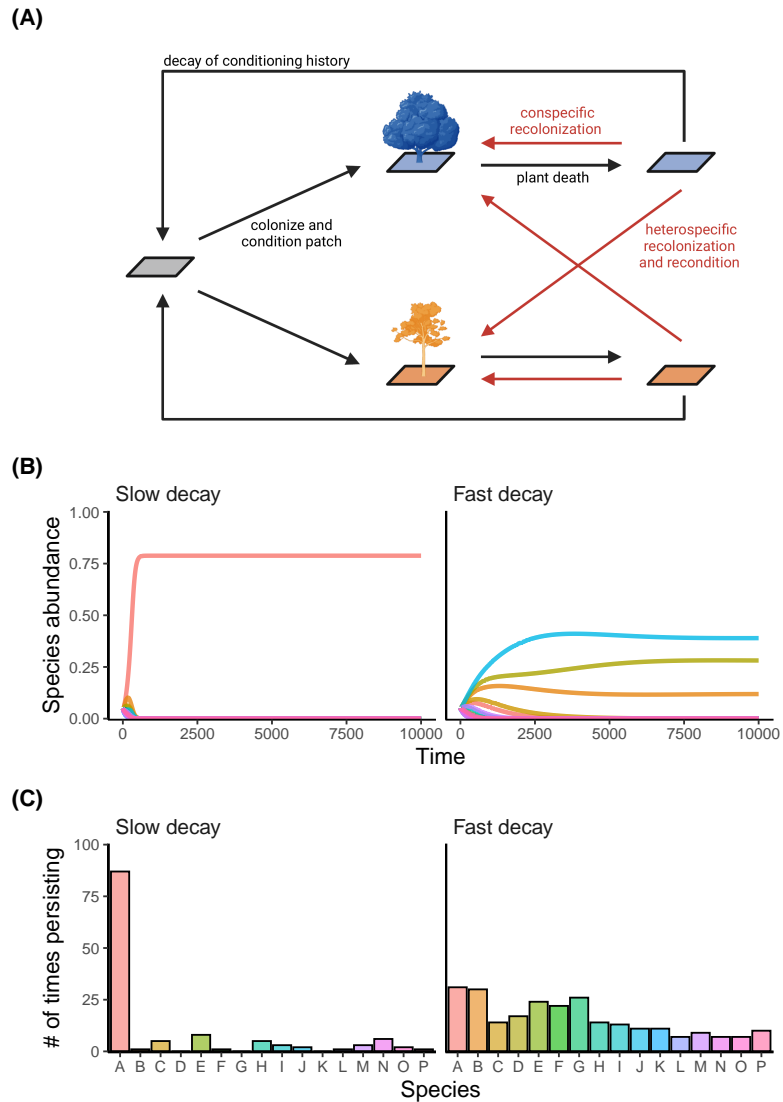 (A)
decay of conditioning history
conspecific
recolonization
plant death
colonize and
condition patch
heterospecific
recolonization
and recondition
(B)
Slow decay
Fast decay
Species abundance
1.00
0.75
0.50
0.25
0.00
0
2500
5000
7500
10000
0
2500
5000
7500
10000
Time
(C)
Slow decay
Fast decay
# of times persisting
100
75
50
25
0
A B C D E F G H I J K L M N O P
A B C D E F G H I J K L M N O P
Species